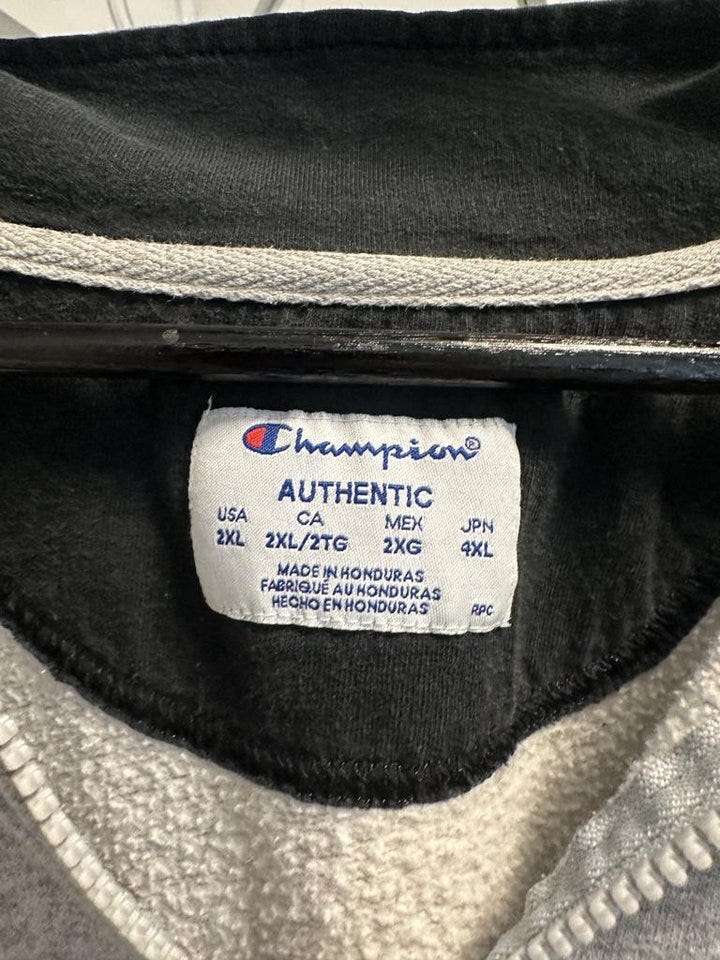 Champion®
AUTHENTIC
USA CA MEX JPN
2XL 2XL/2TG 2XG 4XL
MADE IN HONDURAS
FABRIQUÉ AU HONDURAS
HECHO EN HONDURAS RPC